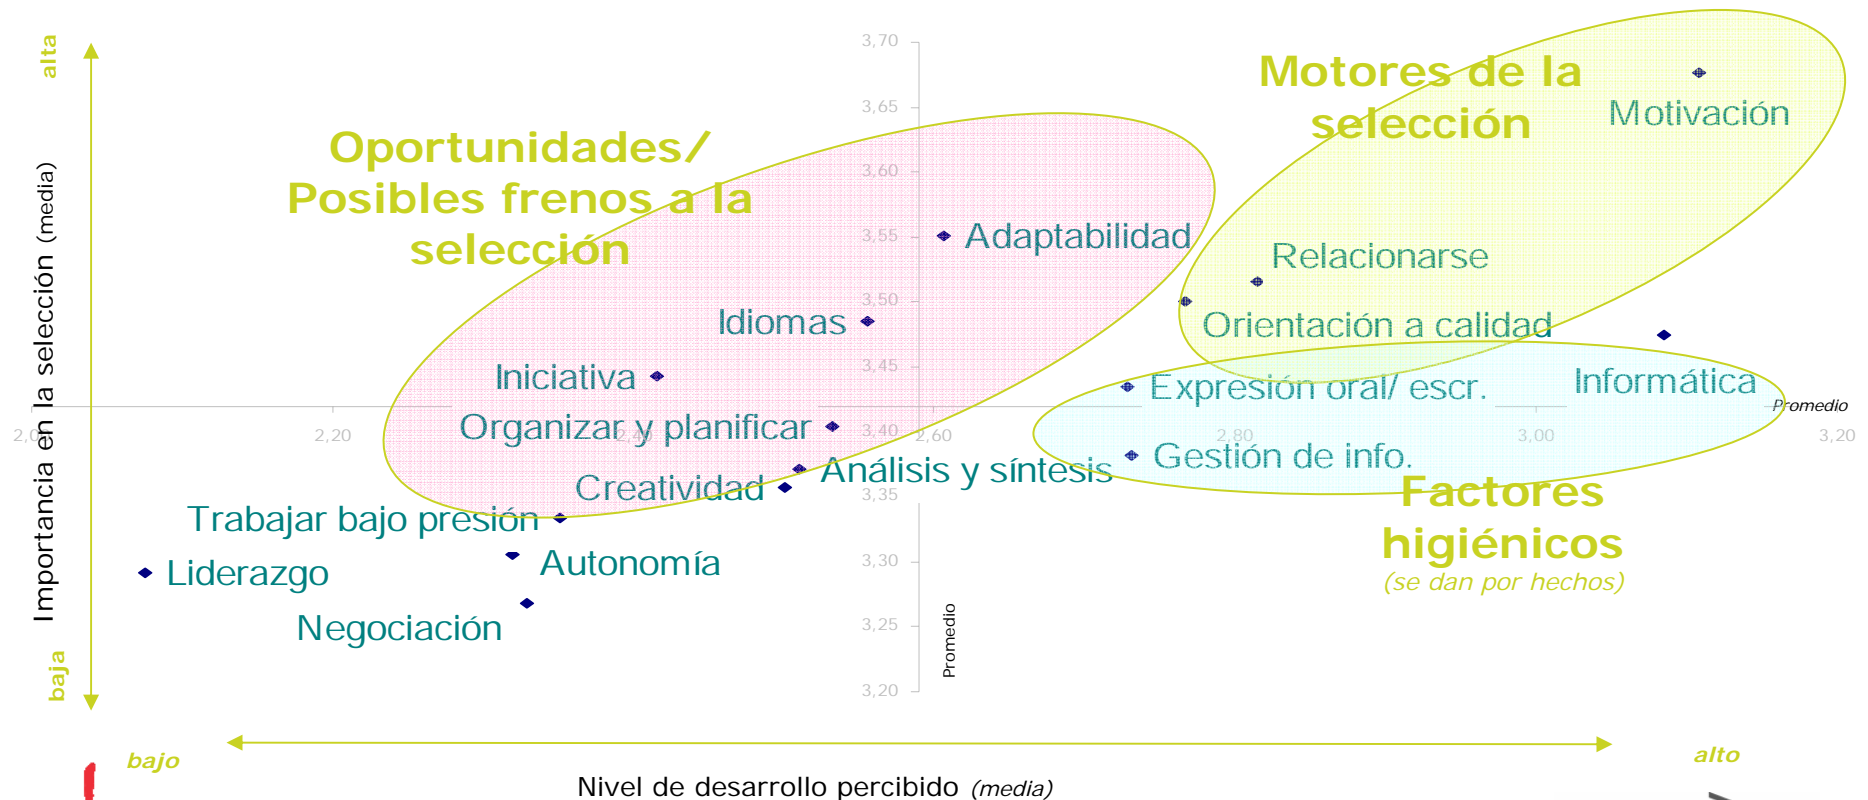 alta
Importancia en la selección (media)
baja
3,70
3,65
3,60
3,55
3,50
3,45
3,40
3,35
3,30
3,25
3,20
Motores de la
selección
Motivación
Oportunidades/
Posibles frenos a la
selección
Adaptabilidad
Relacionarse
Idiomas
Orientación a calidad
Iniciativa
Expresión oral/ escr.
Informática
Promedio
Organizar y planificar
2,00
2,20
2,40
2,60
2,80
3,00
3,20
Análisis y síntesis
Gestión de info.
Creatividad
Trabajar bajo presión
Factores
higiénicos
(se dan por hechos)
Autonomía
Liderazgo
Negociación
Promedio
bajo
alto
Nivel de desarrollo percibido (media)